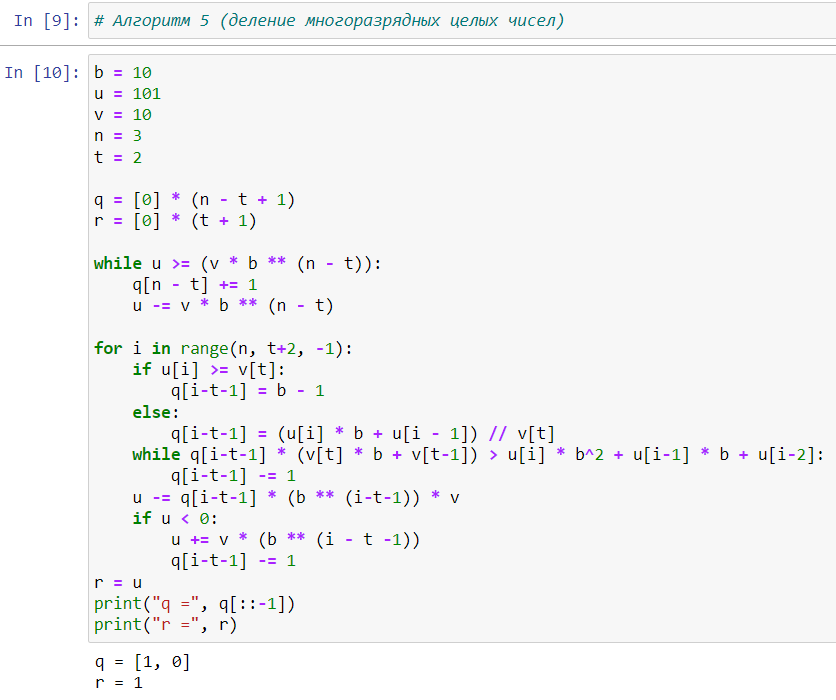 In [9]: # Алгоритм 5 (деление многоразрядных целых чисел)
In [10]: b = 10
u = 101
v = 10
n = 3
t = 2

q = [0] * (n - t + 1)
r = [0] * (t + 1)

while u >= (v * b ** (n - t)):
    q[n - t] += 1
    u -= v * b ** (n - t)

for i in range(n, t+2, -1):
    if u[i] >= v[t]:
        q[i-t-1] = b - 1
    else:
        q[i-t-1] = (u[i] * b + u[i - 1]) // v[t]
    while q[i-t-1] * (v[t] * b + v[t-1]) > u[i] * b^2 + u[i-1] * b + u[i-2]:
        q[i-t-1] -= 1
    u -= q[i-t-1] * (b ** (i-t-1)) * v
    if u < 0:
        u += v * (b ** (i - t -1))
        q[i-t-1] -= 1
r = u
print("q =", q[::-1])
print("r =", r)

q = [1, 0]
r = 1